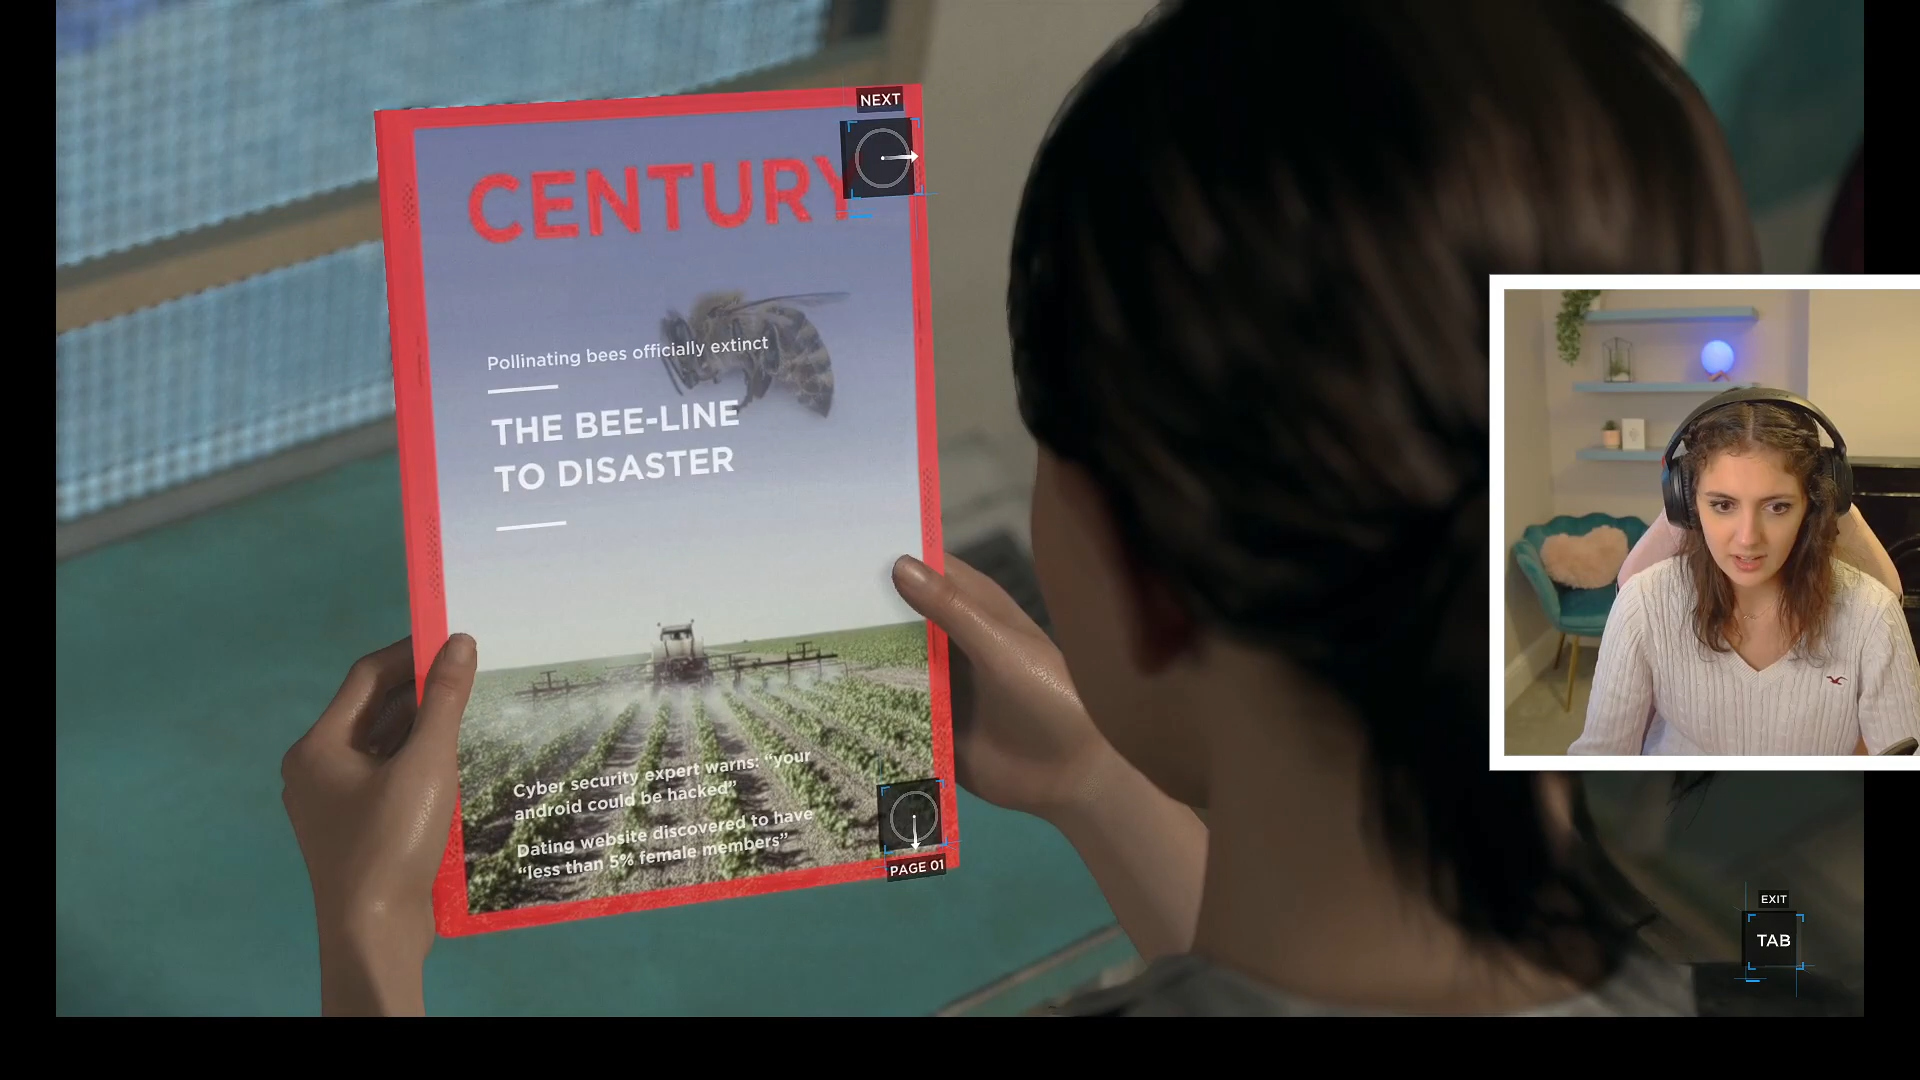 NEXT
CENTURY
Pollinating bees officially extinct
THE BEE-LINE
TO DISASTER
Cyber security expert warns: “your
android could be hacked”
Dating website discovered to have
“less than 5% female members”
PAGE 01
EXIT
TAB